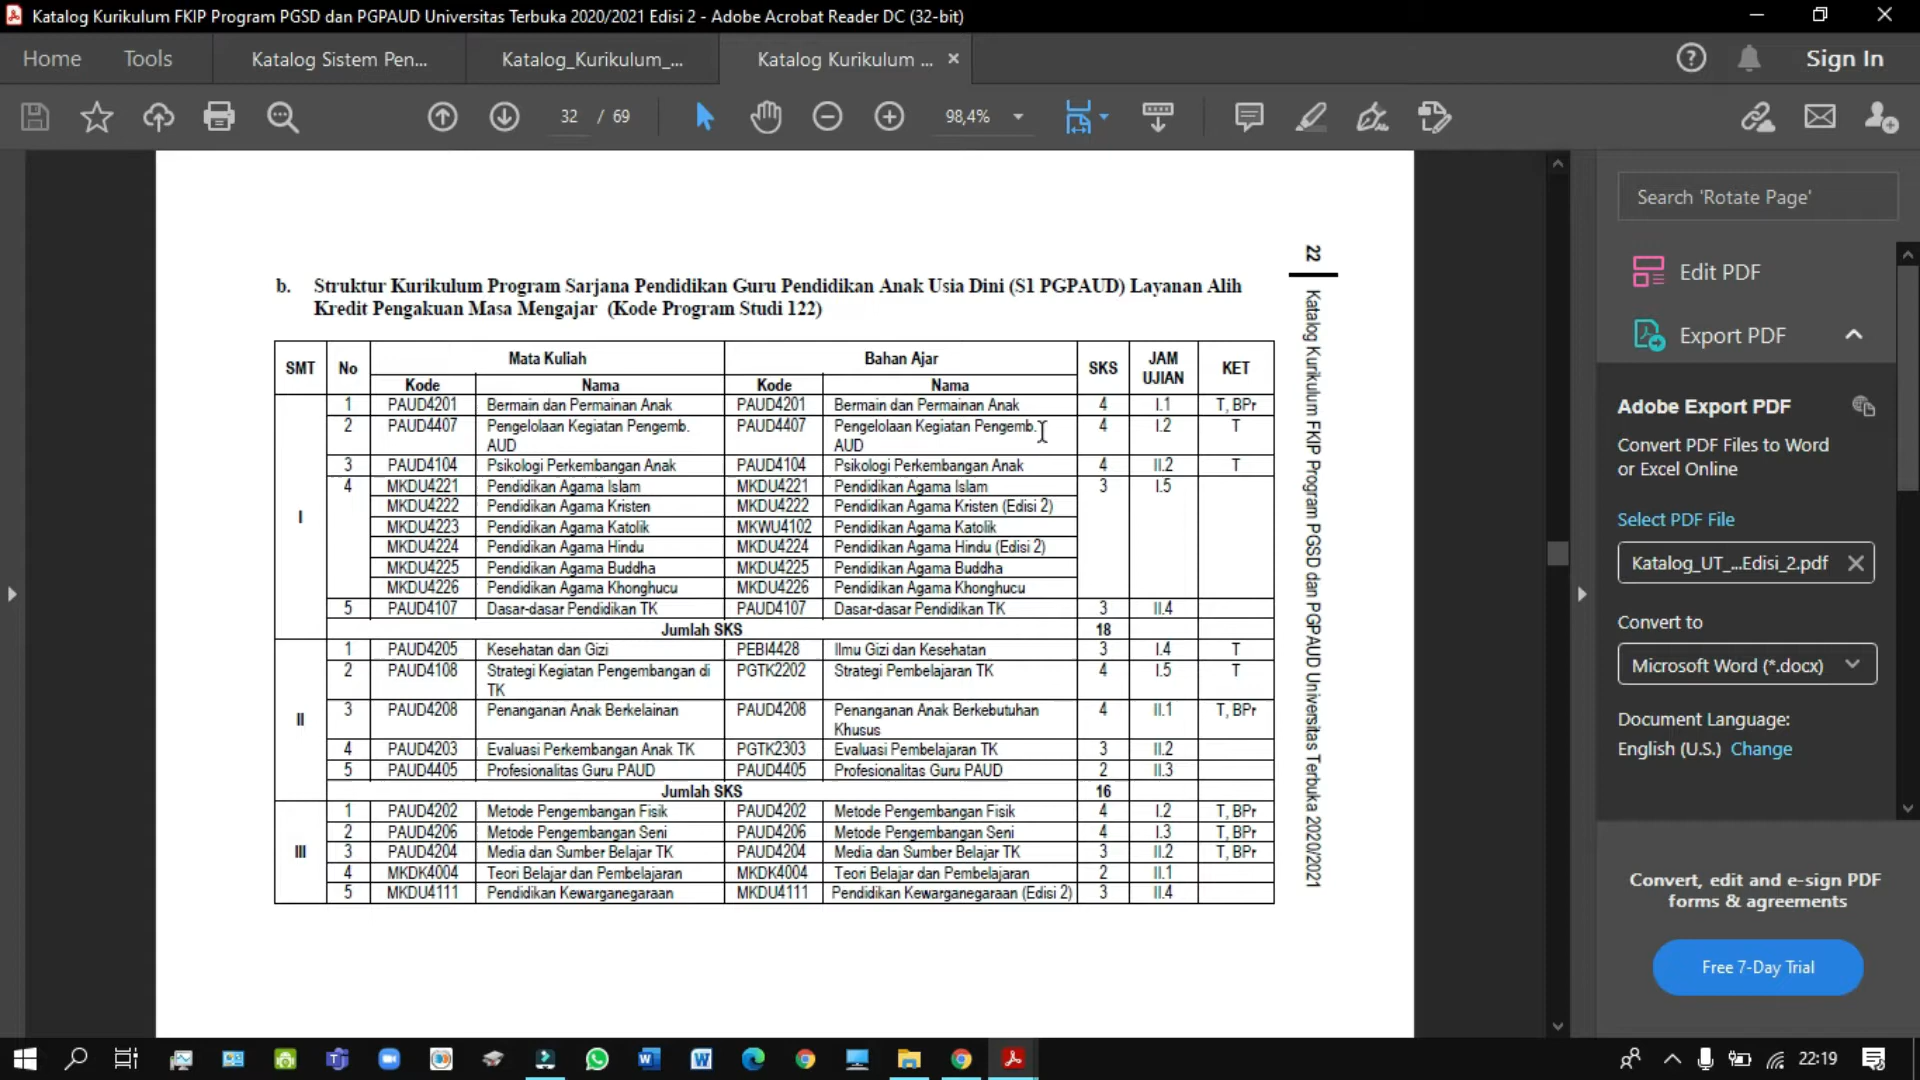 Katalog Kurikulum FKIP Program PGSD dan PGPAUD Universitas Terbuka 2020/2021 Edisi 2 - Adobe Acrobat Reader DC (32-bit)
Home Tools Katalog Sistem Pen... Katalog_Kurikulum_... Katalog Kurikulum ... Sign In
32 / 69 98,4%
b. Struktur Kurikulum Program Sarjana Pendidikan Guru Pendidikan Anak Usia Dini (S1 PGPAUD) Layanan Alih
Kredit Pengakuan Masa Mengajar (Kode Program Studi 122)
SMT No Mata Kuliah Bahan Ajar SKS JAM UJIAN KET
Kode Nama Kode Nama
I
1 PAUD4201 Bermain dan Permainan Anak PAUD4201 Bermain dan Permainan Anak 4 I.1 T, BPr
2 PAUD4407 Pengelolaan Kegiatan Pengemb. PAUD4407 Pengelolaan Kegiatan Pengemb. 4 I.2 T
AUD AUD
3 PAUD4104 Psikologi Perkembangan Anak PAUD4104 Psikologi Perkembangan Anak 4 II.2 T
4 MKDU4221 Pendidikan Agama Islam MKDU4221 Pendidikan Agama Islam 3 I.5
MKDU4222 Pendidikan Agama Kristen MKDU4222 Pendidikan Agama Kristen (Edisi 2)
MKDU4223 Pendidikan Agama Katolik MKWU4102 Pendidikan Agama Katolik
MKDU4224 Pendidikan Agama Hindu MKDU4224 Pendidikan Agama Hindu (Edisi 2)
MKDU4225 Pendidikan Agama Buddha MKDU4225 Pendidikan Agama Buddha
MKDU4226 Pendidikan Agama Khonghucu MKDU4226 Pendidikan Agama Khonghucu
5 PAUD4107 Dasar-dasar Pendidikan TK PAUD4107 Dasar-dasar Pendidikan TK 3 II.4
Jumlah SKS 18
II
1 PAUD4205 Kesehatan dan Gizi PEBI4428 Ilmu Gizi dan Kesehatan 3 I.4 T
2 PAUD4108 Strategi Kegiatan Pengembangan di PGTK2202 Strategi Pembelajaran TK 4 I.5 T
TK
3 PAUD4208 Penanganan Anak Berkelainan PAUD4208 Penanganan Anak Berkebutuhan 4 II.1 T, BPr
Khusus
4 PAUD4203 Evaluasi Perkembangan Anak TK PGTK2303 Evaluasi Pembelajaran TK 3 II.2
5 PAUD4405 Profesionalitas Guru PAUD PAUD4405 Profesionalitas Guru PAUD 2 II.3
Jumlah SKS 16
III
1 PAUD4202 Metode Pengembangan Fisik PAUD4202 Metode Pengembangan Fisik 4 I.2 T, BPr
2 PAUD4206 Metode Pengembangan Seni PAUD4206 Metode Pengembangan Seni 4 I.3 T, BPr
3 PAUD4204 Media dan Sumber Belajar TK PAUD4204 Media dan Sumber Belajar TK 3 II.2 T, BPr
4 MKDK4004 Teori Belajar dan Pembelajaran MKDK4004 Teori Belajar dan Pembelajaran 2 II.1
5 MKDU4111 Pendidikan Kewarganegaraan MKDU4111 Pendidikan Kewarganegaraan (Edisi 2) 3 II.4
22
Katalog Kurikulum FKIP Program PGSD dan PGPAUD Universitas Terbuka 2020/2021
Search 'Rotate Page'
Edit PDF
Export PDF
Adobe Export PDF
Convert PDF Files to Word
or Excel Online
Select PDF File
Katalog_UT_...Edisi_2.pdf
Convert to
Microsoft Word (*.docx)
Document Language:
English (U.S.) Change
Convert, edit and e-sign PDF
forms & agreements
Free 7-Day Trial
22:19